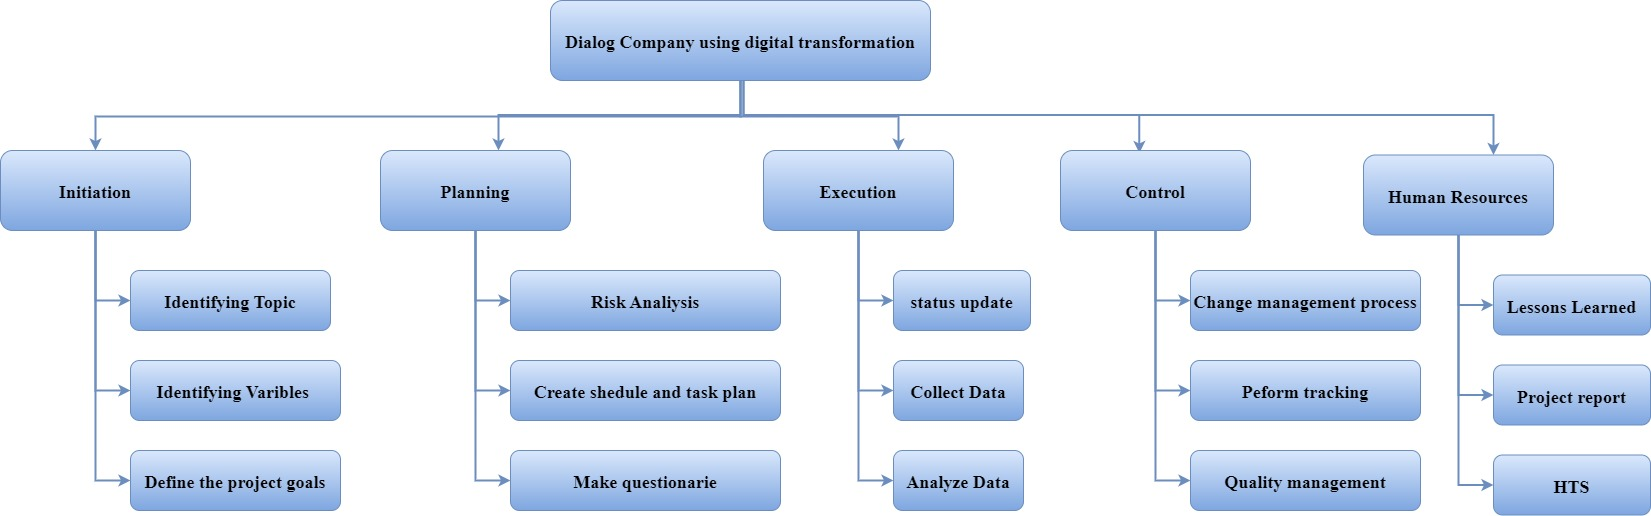 Dialog Company using digital transformation
Initiation
Planning
Execution
Control
Human Resources
Identifying Topic
Risk Analiysis
status update
Change management process
Lessons Learned
Identifying Varibles
Create shedule and task plan
Collect Data
Peform tracking
Project report
Define the project goals
Make questionarie
Analyze Data
Quality management
HTS